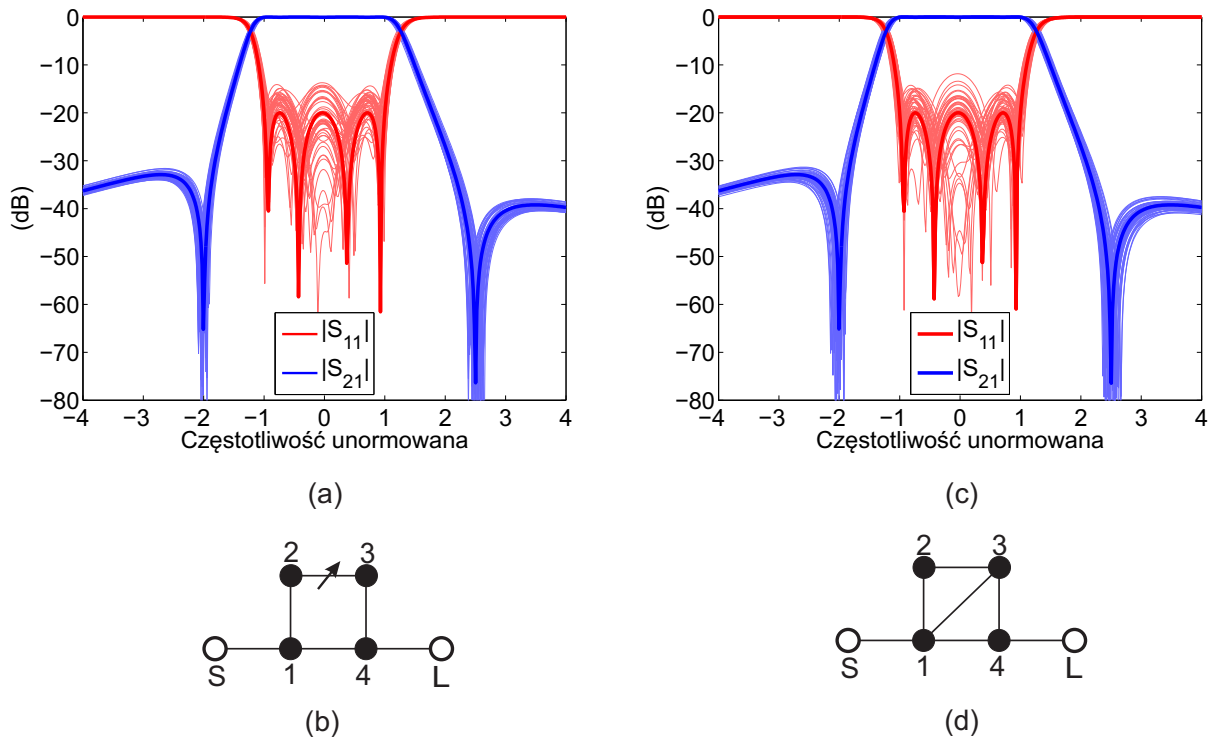 0
−10
−20
−30
−40
−50
−60
−70
−80
(dB)
|S11|
|S21|
−4 −3 −2 −1 0 1 2 3 4
Częstotliwość unormowana
(a)
2 3
S 1 4 L
(b)
0
−10
−20
−30
−40
−50
−60
−70
−80
(dB)
|S11|
|S21|
−4 −3 −2 −1 0 1 2 3 4
Częstotliwość unormowana
(c)
2 3
S 1 4 L
(d)